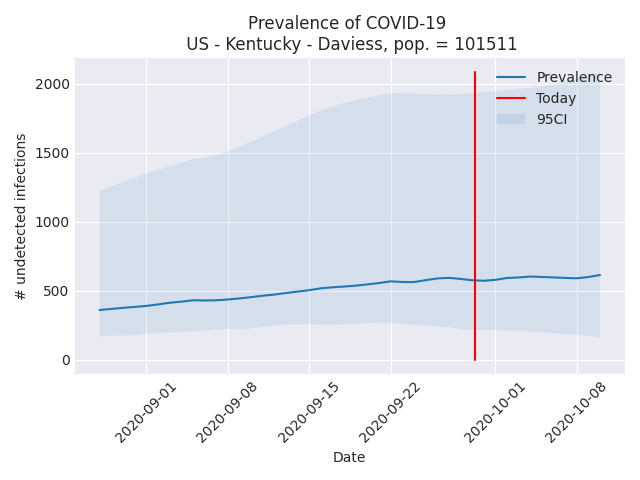 Prevalence of COVID-19
US - Kentucky - Daviess, pop. = 101511
# undetected infections
2000
1500
1000
500
0
Prevalence
Today
95CI
2020-09-01
2020-09-08
2020-09-15
2020-09-22
2020-10-01
2020-10-08
Date